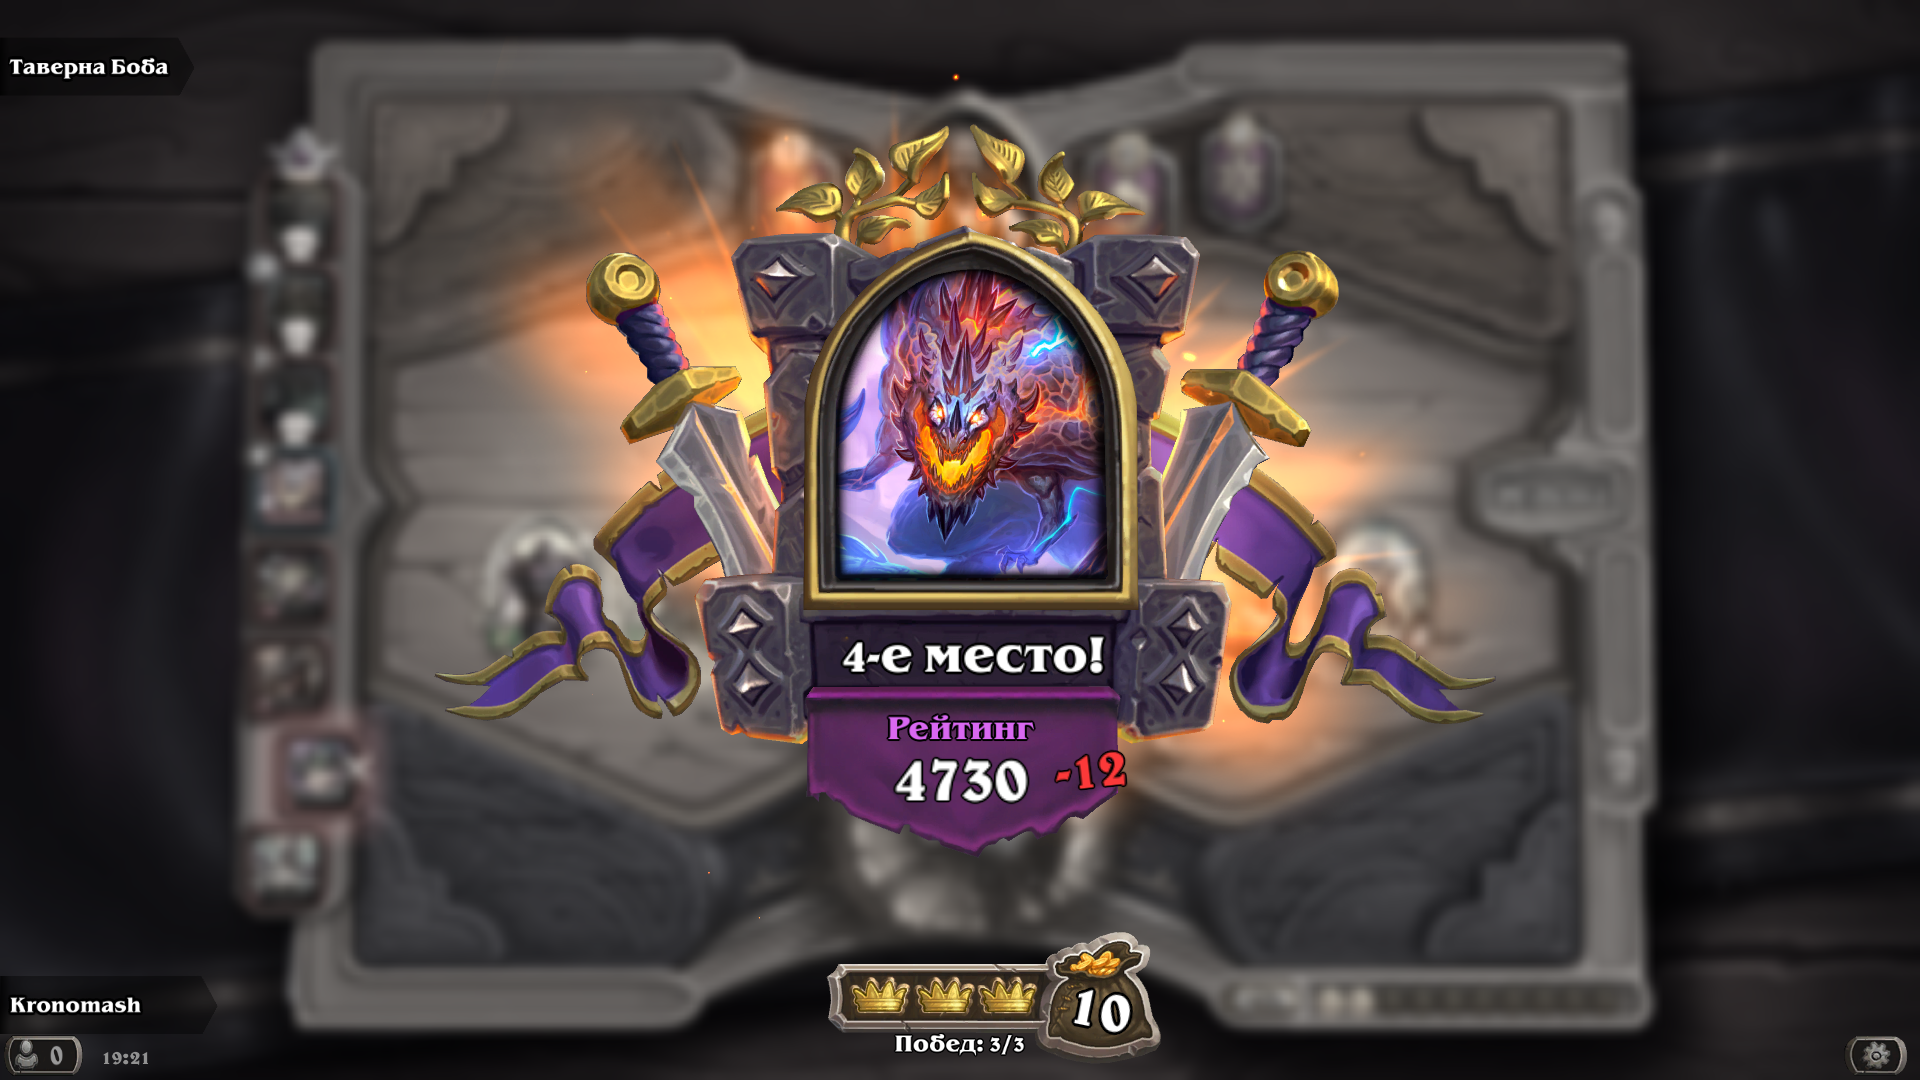 Таверна Боба
4-е место!
Рейтинг
4730 -12
10
Побед: 3/3
Kronomash
0
19:21